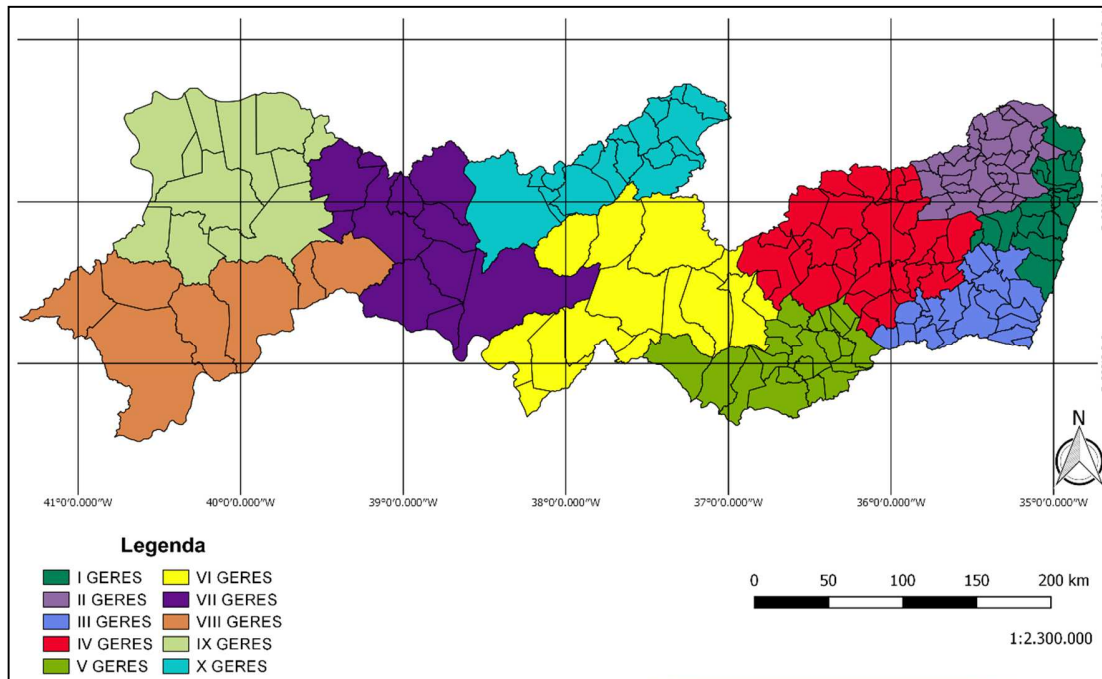 N
41°0'0.000"W 40°0'0.000"W 39°0'0.000"W 38°0'0.000"W 37°0'0.000"W 36°0'0.000"W 35°0'0.000"W
Legenda
I GERES
II GERES
III GERES
IV GERES
V GERES
VI GERES
VII GERES
VIII GERES
IX GERES
X GERES
0 50 100 150 200 km
1:2.300.000